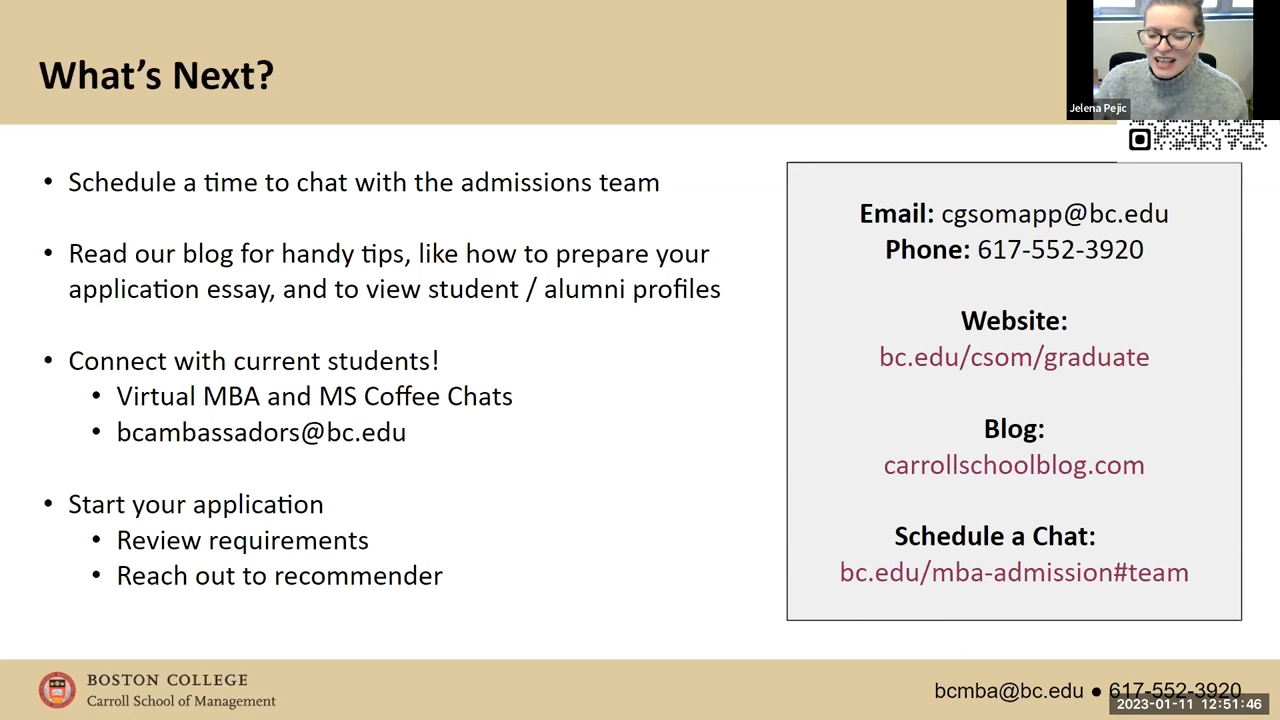 What's Next?
Jelena Pejic
• Schedule a time to chat with the admissions team
• Read our blog for handy tips, like how to prepare your
application essay, and to view student / alumni profiles
• Connect with current students!
• Virtual MBA and MS Coffee Chats
• bcambassadors@bc.edu
• Start your application
• Review requirements
• Reach out to recommender
Email: cgsomapp@bc.edu
Phone: 617-552-3920
Website:
bc.edu/csom/graduate
Blog:
carrollschoolblog.com
Schedule a Chat:
bc.edu/mba-admission#team
BOSTON COLLEGE
Carroll School of Management
bcmba@bc.edu ● 617-552-3920
2023-01-11 12:51:46